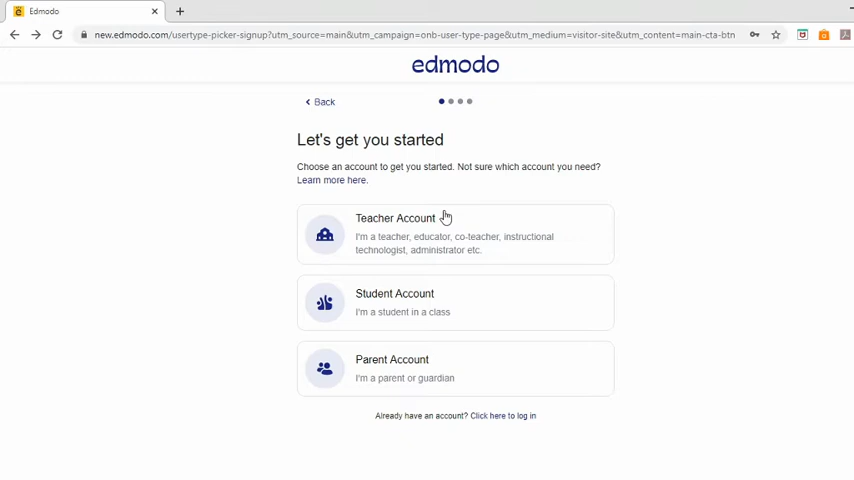 Edmodo
new.edmodo.com/usertype-picker-signup?utm_source=main&utm_campaign=onb-user-type-page&utm_medium=visitor-site&utm_content=main-cta-btn
edmodo
Back
Let's get you started
Choose an account to get you started. Not sure which account you need?
Learn more here.
Teacher Account
I'm a teacher, educator, co-teacher, instructional
technologist, administrator etc.
Student Account
I'm a student in a class
Parent Account
I'm a parent or guardian
Already have an account? Click here to log in